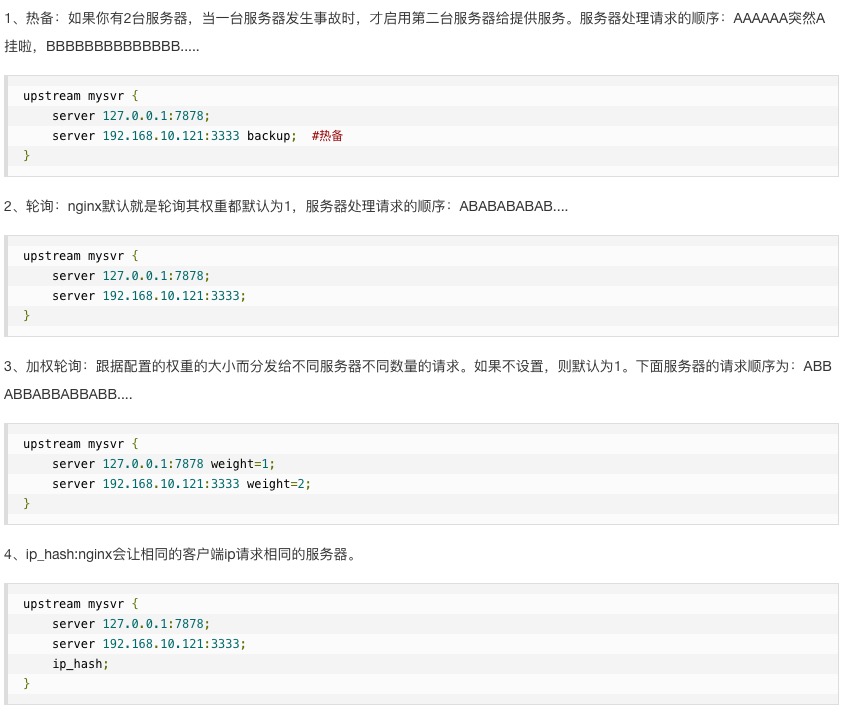 1、热备：如果你有2台服务器，当一台服务器发生事故时，才启用第二台服务器给提供服务。服务器处理请求的顺序：AAAAAA突然A
挂啦，BBBBBBBBBBBBBB.....
upstream mysvr {
    server 127.0.0.1:7878;
    server 192.168.10.121:3333 backup;  #热备
}
2、轮询：nginx默认就是轮询其权重都默认为1，服务器处理请求的顺序：ABABABABAB....
upstream mysvr {
    server 127.0.0.1:7878;
    server 192.168.10.121:3333;
}
3、加权轮询：跟据配置的权重的大小而分发给不同服务器不同数量的请求。如果不设置，则默认为1。下面服务器的请求顺序为：ABB
ABBABBABBABB....
upstream mysvr {
    server 127.0.0.1:7878 weight=1;
    server 192.168.10.121:3333 weight=2;
}
4、ip_hash:nginx会让相同的客户端ip请求相同的服务器。
upstream mysvr {
    server 127.0.0.1:7878;
    server 192.168.10.121:3333;
    ip_hash;
}